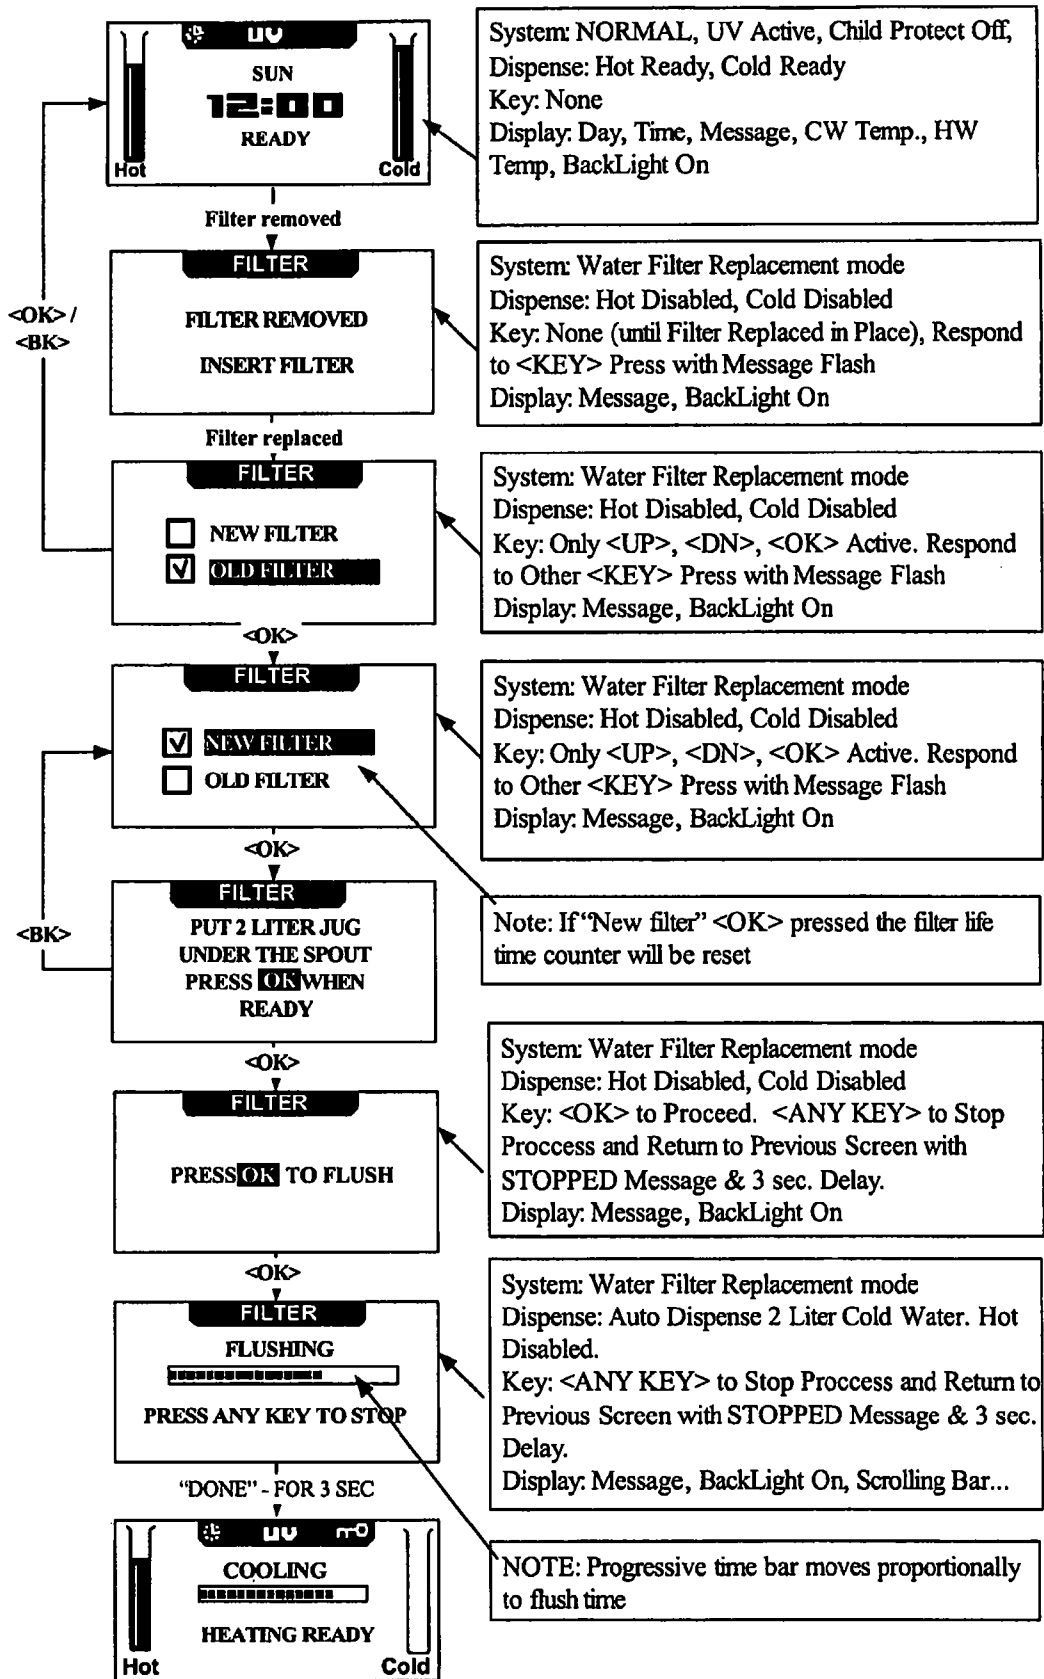 UV
SUN
12:00
READY
Hot
Cold
System: NORMAL, UV Active, Child Protect Off,
Dispense: Hot Ready, Cold Ready
Key: None
Display: Day, Time, Message, CW Temp., HW
Temp, BackLight On
Filter removed
FILTER
FILTER REMOVED
INSERT FILTER
System: Water Filter Replacement mode
Dispense: Hot Disabled, Cold Disabled
Key: None (until Filter Replaced in Place), Respond
to <KEY> Press with Message Flash
Display: Message, BackLight On
<OK> /
<BK>
Filter replaced
FILTER
NEW FILTER
OLD FILTER
System: Water Filter Replacement mode
Dispense: Hot Disabled, Cold Disabled
Key: Only <UP>, <DN>, <OK> Active. Respond
to Other <KEY> Press with Message Flash
Display: Message, BackLight On
<OK>
FILTER
NEW FILTER
OLD FILTER
System: Water Filter Replacement mode
Dispense: Hot Disabled, Cold Disabled
Key: Only <UP>, <DN>, <OK> Active. Respond
to Other <KEY> Press with Message Flash
Display: Message, BackLight On
<OK>
Note: If "New filter" <OK> pressed the filter life
time counter will be reset
<BK>
FILTER
PUT 2 LITER JUG
UNDER THE SPOUT
PRESS OK WHEN
READY
<OK>
FILTER
PRESS OK TO FLUSH
System: Water Filter Replacement mode
Dispense: Hot Disabled, Cold Disabled
Key: <OK> to Proceed. <ANY KEY> to Stop
Proccess and Return to Previous Screen with
STOPPED Message & 3 sec. Delay.
Display: Message, BackLight On
<OK>
FILTER
FLUSHING
PRESS ANY KEY TO STOP
System: Water Filter Replacement mode
Dispense: Auto Dispense 2 Liter Cold Water. Hot
Disabled.
Key: <ANY KEY> to Stop Proccess and Return to
Previous Screen with STOPPED Message & 3 sec.
Delay.
Display: Message, BackLight On, Scrolling Bar...
"DONE" - FOR 3 SEC
UV
COOLING
HEATING READY
Hot
Cold
NOTE: Progressive time bar moves proportionally
to flush time